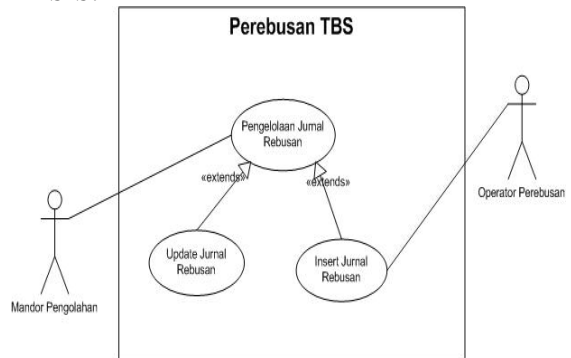 Perebusan TBS
Pengelolaan Jurnal
Rebusan
«extends»
«extends»
Operator Perebusan
Update Jurnal
Rebusan
Insert Jurnal
Rebusan
Mandor Pengolahan